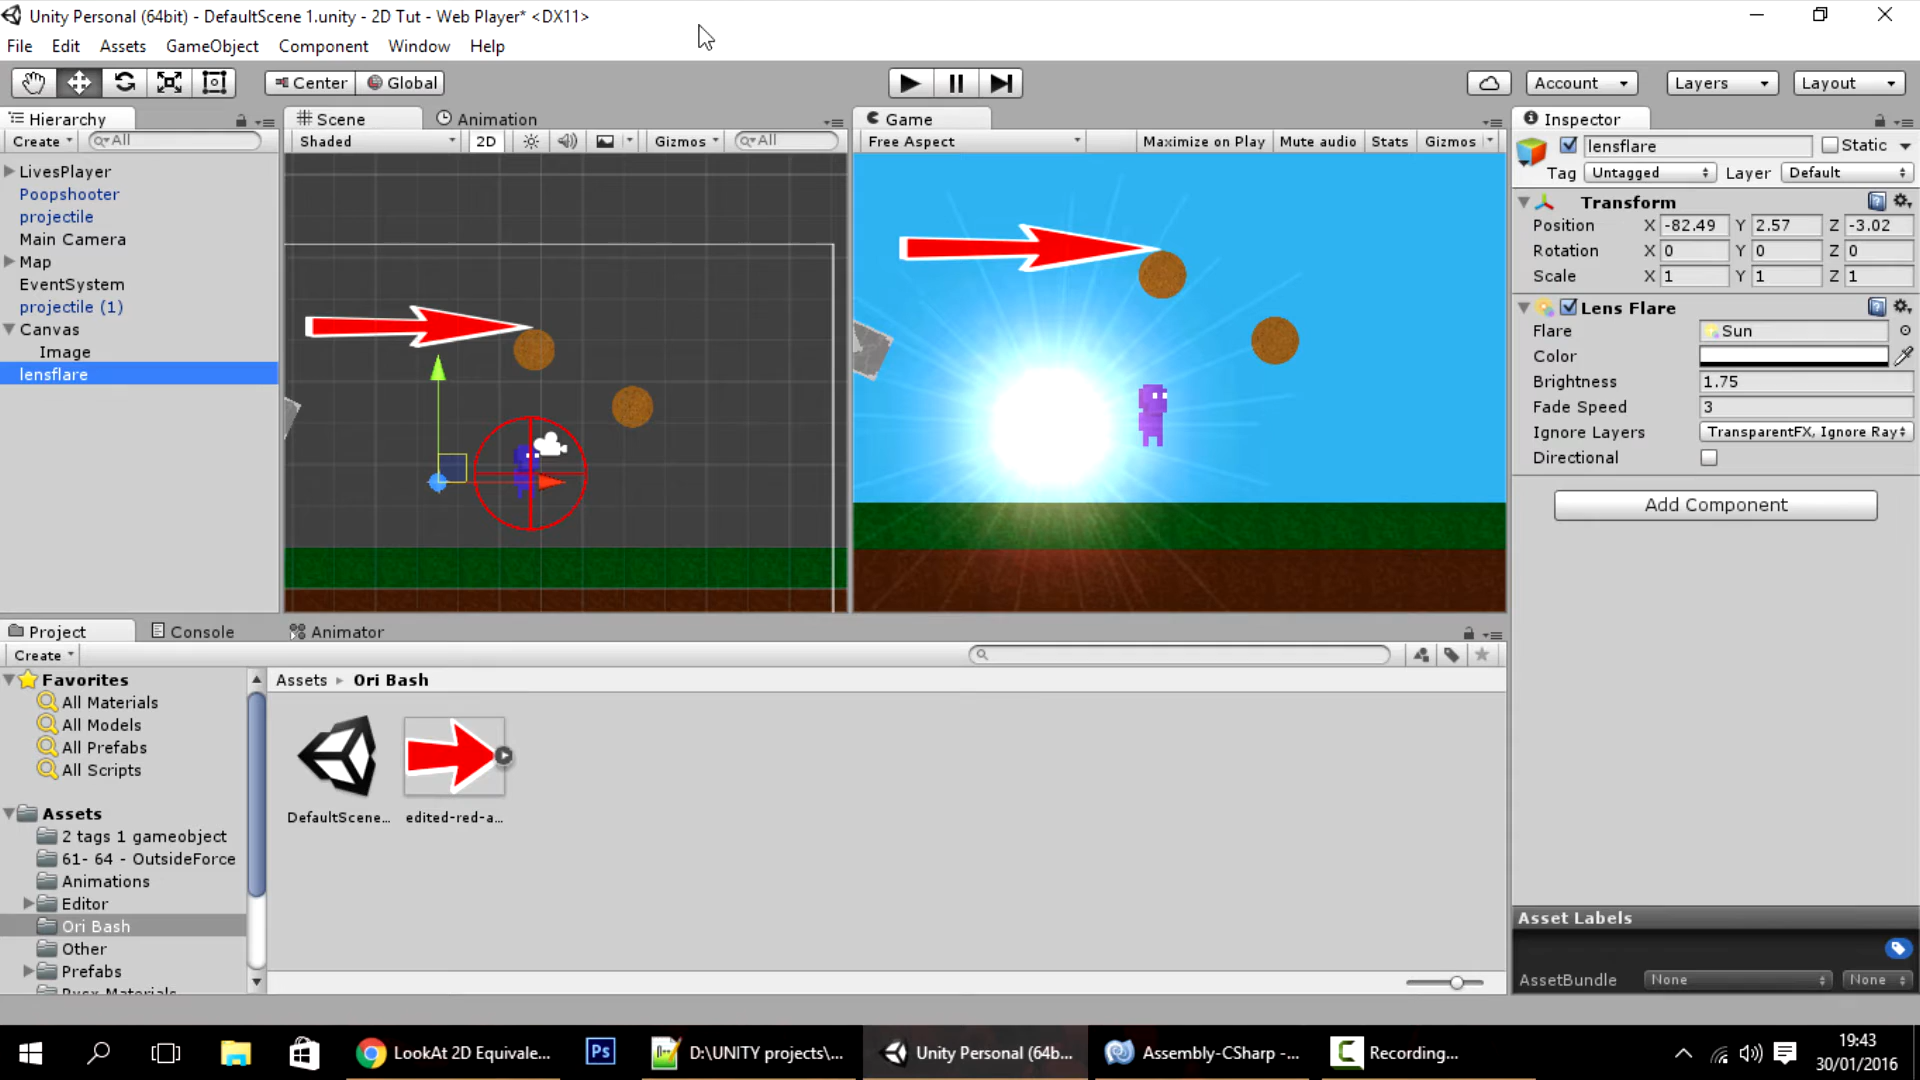 Unity Personal (64bit) - DefaultScene 1.unity - 2D Tut - Web Player* <DX11>
File Edit Assets GameObject Component Window Help
Center Global Account Layers Layout
Hierarchy
Create All
LivesPlayer
Poopshooter
projectile
Main Camera
Map
EventSystem
projectile (1)
Canvas
Image
lensflare
Scene Animation
Shaded 2D Gizmos All
Game
Free Aspect Maximize on Play Mute audio Stats Gizmos
Inspector
lensflare Static
Tag Untagged Layer Default
Transform
Position X -82.49 Y 2.57 Z -3.02
Rotation X 0 Y 0 Z 0
Scale X 1 Y 1 Z 1
Lens Flare
Flare Sun
Color
Brightness 1.75
Fade Speed 3
Ignore Layers TransparentFX, Ignore Ray
Directional
Add Component
Asset Labels
AssetBundle None None
Project Console Animator
Create
Favorites
All Materials
All Models
All Prefabs
All Scripts
Assets
2 tags 1 gameobject
61- 64 - OutsideForce
Animations
Editor
Ori Bash
Other
Prefabs
Assets Ori Bash
DefaultScene... edited-red-a...
Ps
LookAt 2D Equivale... D:\UNITY projects\... Unity Personal (64b... Assembly-CSharp -... Recording...
19:43
30/01/2016